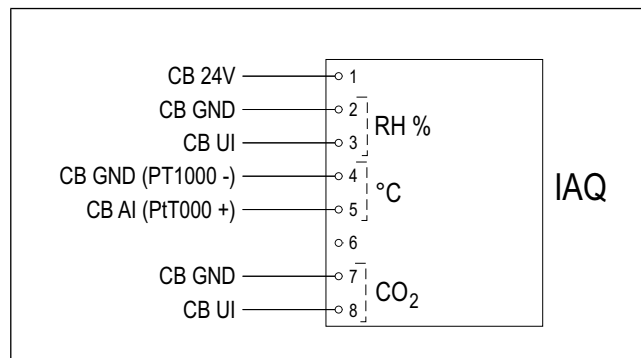 CB 24V 1
CB GND 2
CB UI 3
RH %
CB GND (PT1000 -) 4
CB AI (PtT000 +) 5
°C
6
IAQ
CB GND 7
CB UI 8
CO₂